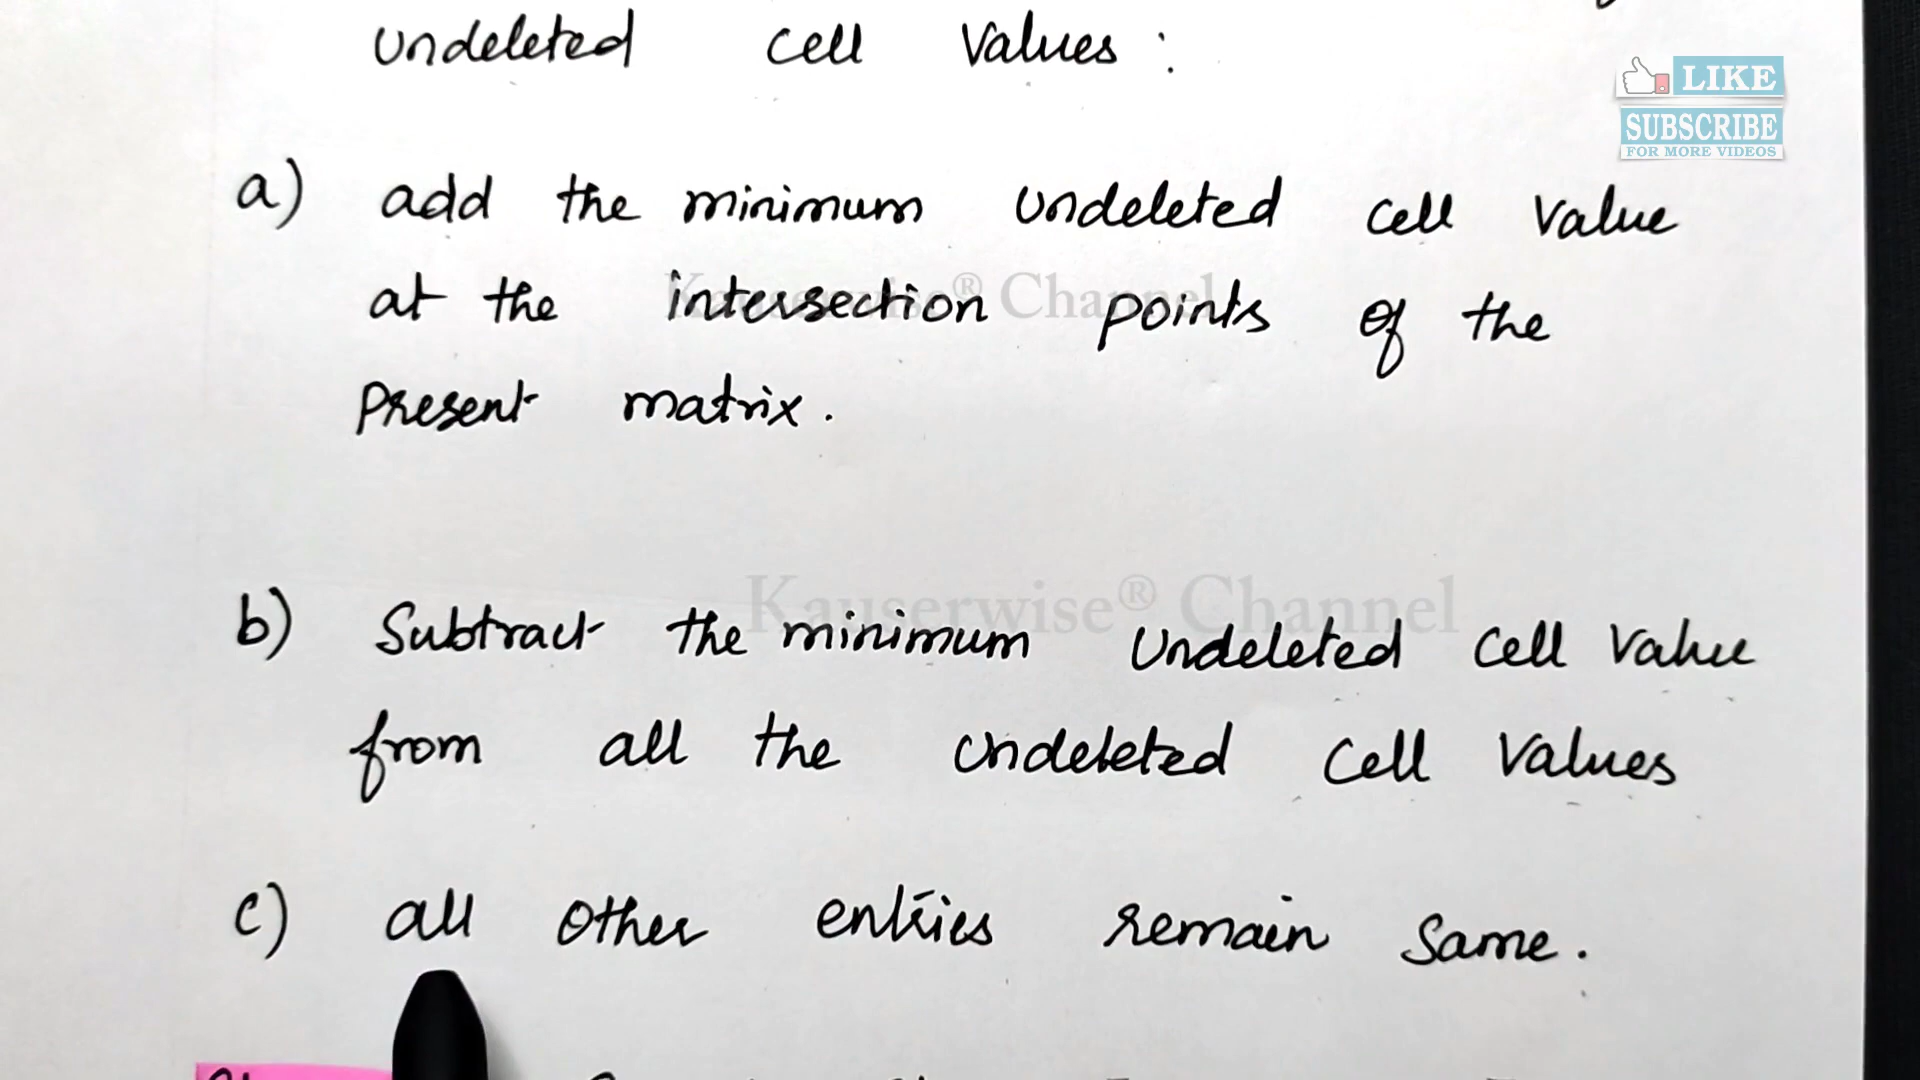 Undeleted cell Values :
LIKE
SUBSCRIBE
FOR MORE VIDEOS
a) add the minimum Undeleted cell Value
at the intersection points of the
Kauserwise® Channel
Present matrix.
Kauserwise® Channel
b) Subtract the minimum Undeleted cell Value
from all the Undeleted Cell Values
c) all other entries remain Same.